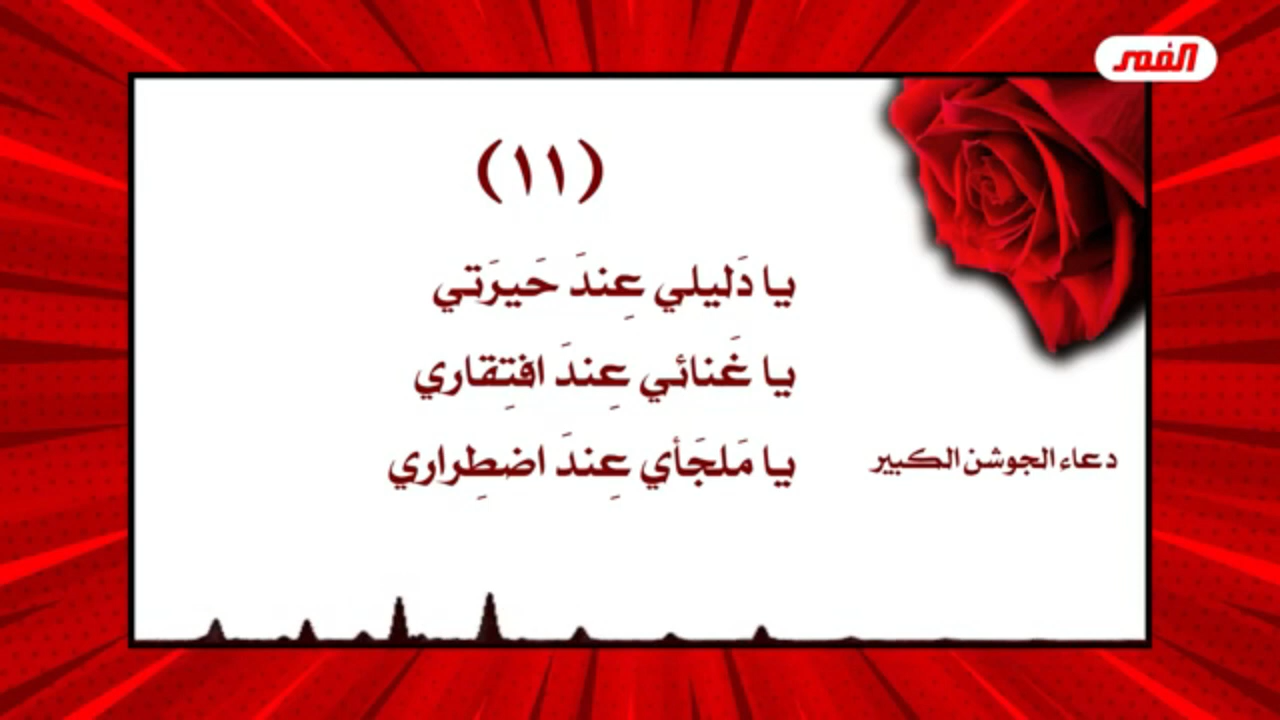 القمر
(١١)
يا دَليلي عِندَ حَيرَتي
يا غَنائي عِندَ افتِقاري
يا مَلجَأي عِندَ اضطِراري
دعاء الجوشن الكبير